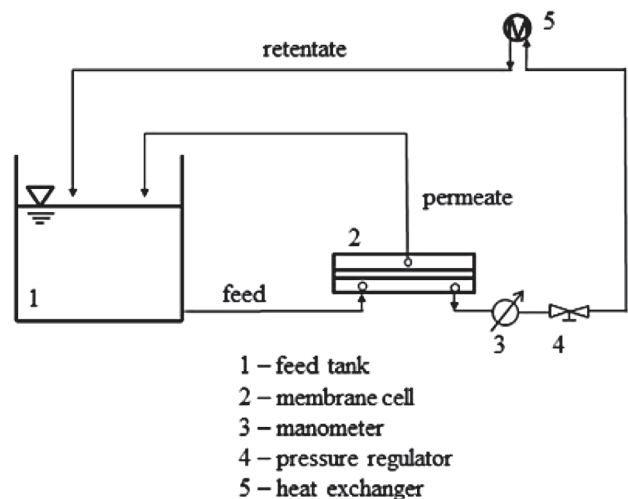 5
retentate
permeate
2
1
feed
3
4
1 – feed tank
2 – membrane cell
3 – manometer
4 – pressure regulator
5 – heat exchanger